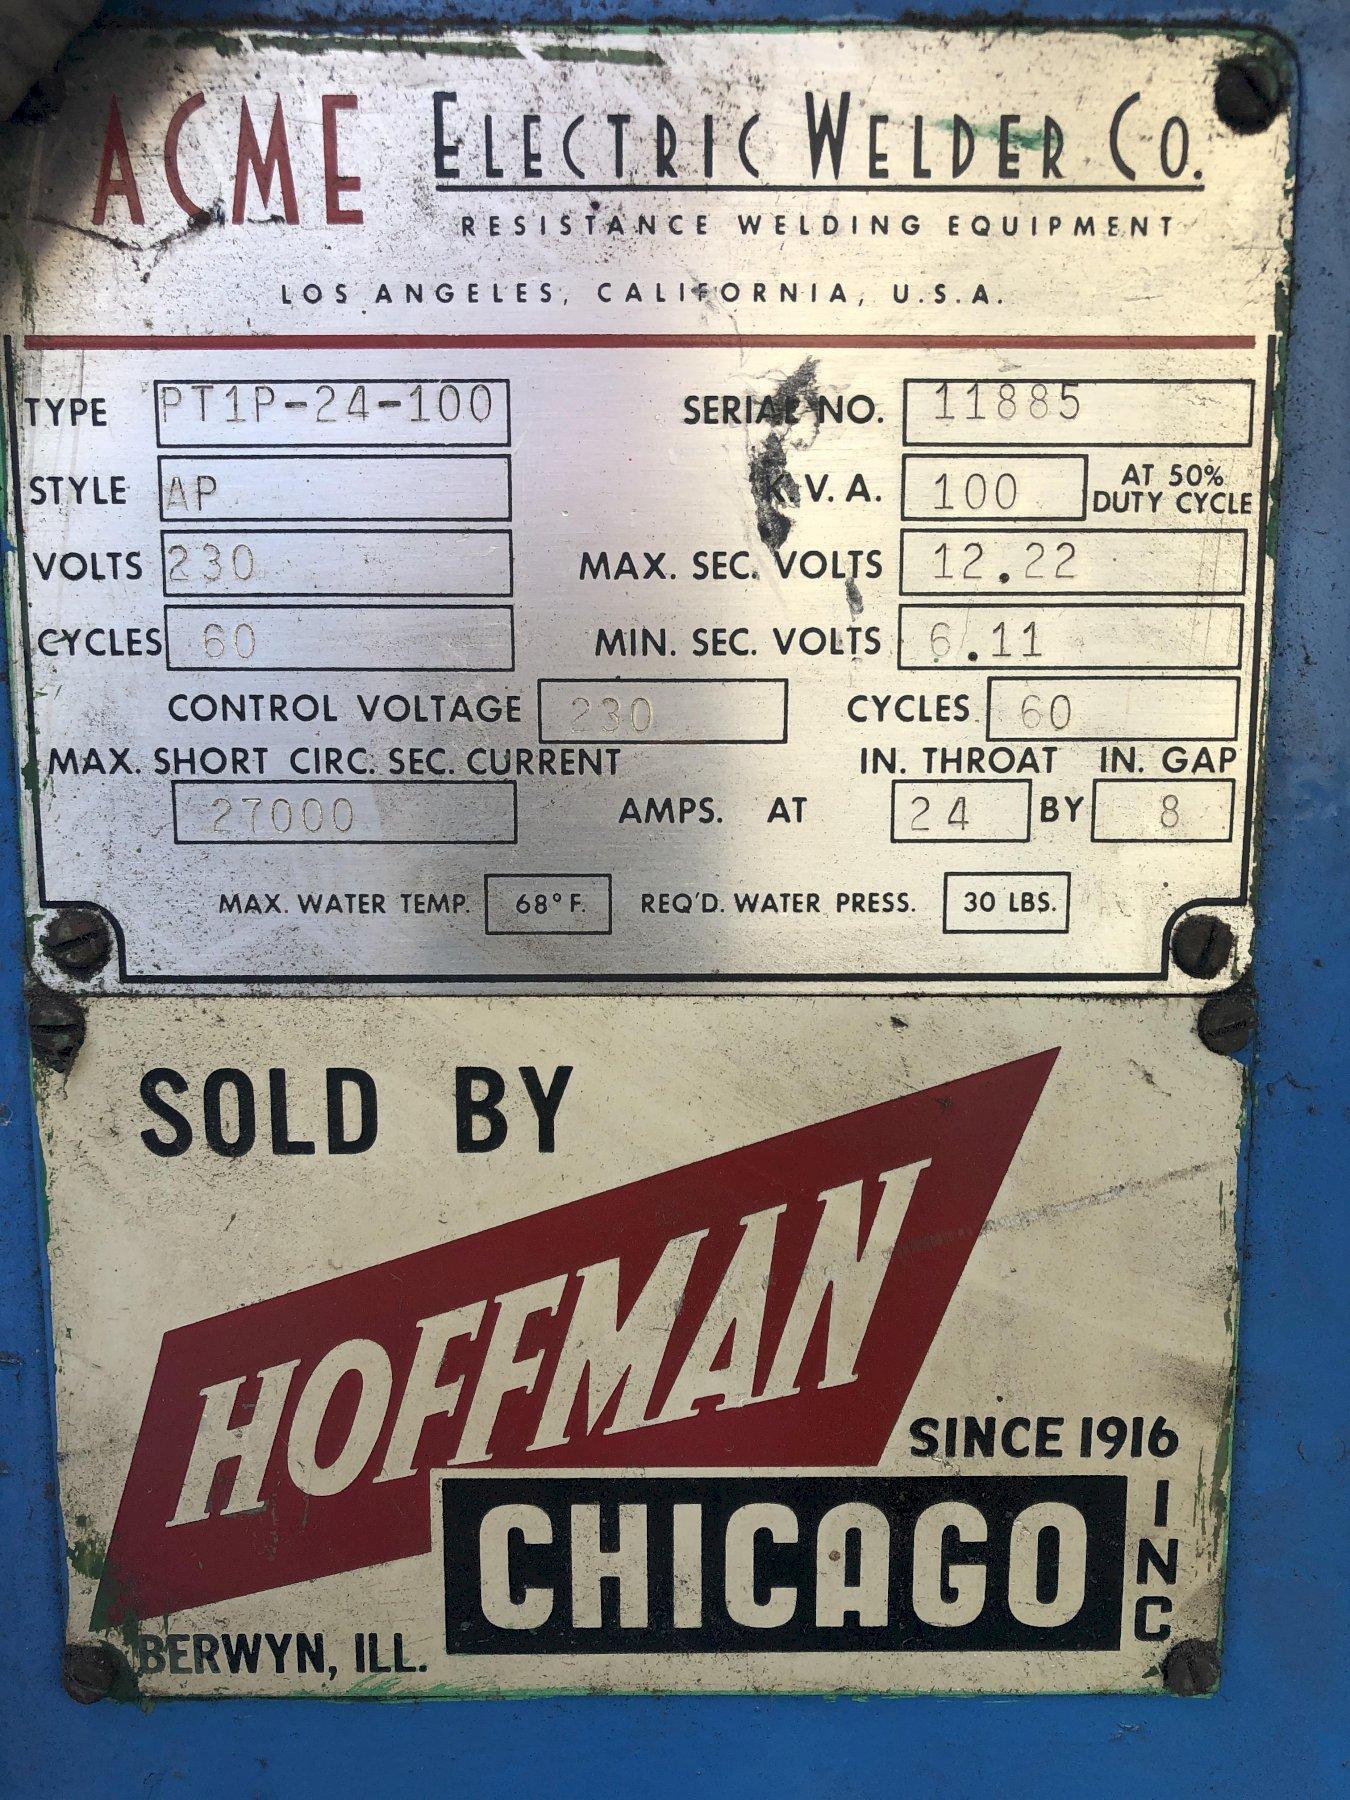 ACME ELECTRIC WELDER CO.
RESISTANCE WELDING EQUIPMENT
LOS ANGELES, CALIFORNIA, U.S.A.
TYPE PT1P-24-100 SERIAL NO. 11885
STYLE AP K.V.A. 100 AT 50% DUTY CYCLE
VOLTS 230 MAX. SEC. VOLTS 12.22
CYCLES 60 MIN. SEC. VOLTS 6.11
CONTROL VOLTAGE 230 CYCLES 60
MAX. SHORT CIRC. SEC. CURRENT IN. THROAT IN. GAP
27000 AMPS. AT 24 BY 8
MAX. WATER TEMP. 68° F. REQ'D. WATER PRESS. 30 LBS.
SOLD BY
HOFFMAN
SINCE 1916
CHICAGO INC
BERWYN, ILL.